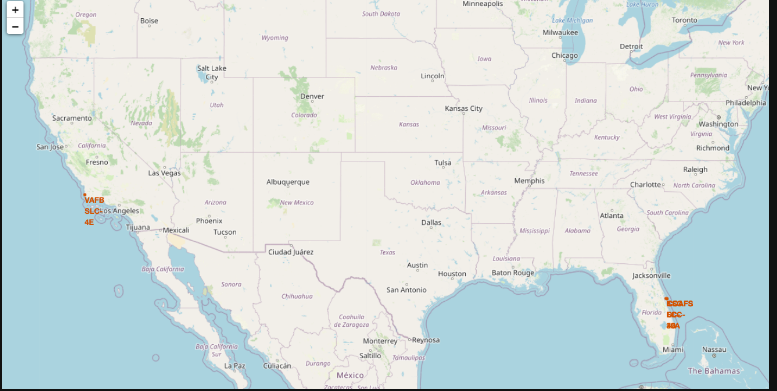 +
−
Minneapolis
Oregon
Boise
South Dakota
Lake Michigan
Toronto
Wyoming
Milwaukee
Detroit
New York
Chicago
Iowa
Salt Lake
City
Nebraska
Lincoln
Pennsylvania
New Y
Denver
Utah
Illinois
Indiana
Ohio
Philadelphia
Colorado
Kansas City
Sacramento
Nevada
Kansas
Missouri
West Virginia
Washington
San Jose
California
Kentucky
Virginia
Richmond
Fresno
Las Vegas
Tulsa
Raleigh
Tennessee
Albuquerque
Oklahoma
Memphis
Charlotte
North Carolina
VAFB
SLC-
4E
Los Angeles
Arizona
New Mexico
Arkansas
South Carolina
Phoenix
Dallas
Atlanta
Tijuana
Mexicali
Tucson
Mississippi
Alabama
Georgia
Ciudad Juárez
Texas
Louisiana
Austin
Baja California
Houston
Baton Rouge
Jacksonville
Sonora
San Antonio
Chihuahua
AFS
Florida
Coahuila
de Zaragoza
Baja California
Sur
Monterrey
Reynosa
Miami
Nassau
Saltillo
Tamaulipas
La Paz
Culiacán
Durango
The Bahamas
México